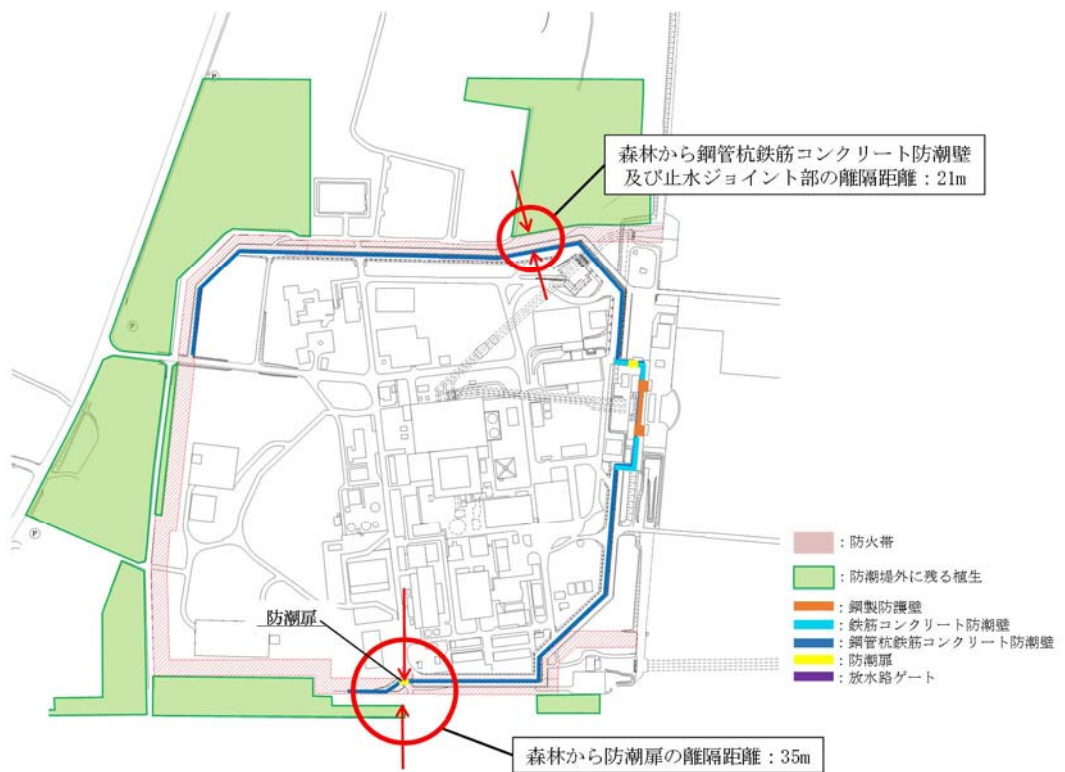 Ⓟ
森林から鋼管杭鉄筋コンクリート防潮壁
及び止水ジョイント部の離隔距離：21m
Ⓟ
Ⓟ
：防火帯
：防潮堤外に残る植生
：鋼製防護壁
：鉄筋コンクリート防潮壁
：鋼管杭鉄筋コンクリート防潮壁
：防潮扉
：放水路ゲート
防潮扉
森林から防潮扉の離隔距離：35m